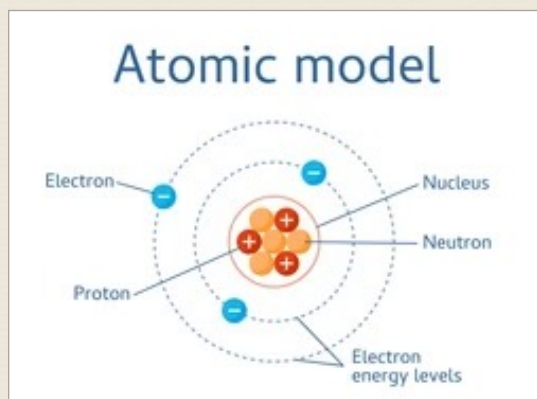 Atomic model
Electron
Nucleus
Neutron
Proton
Electron
energy levels